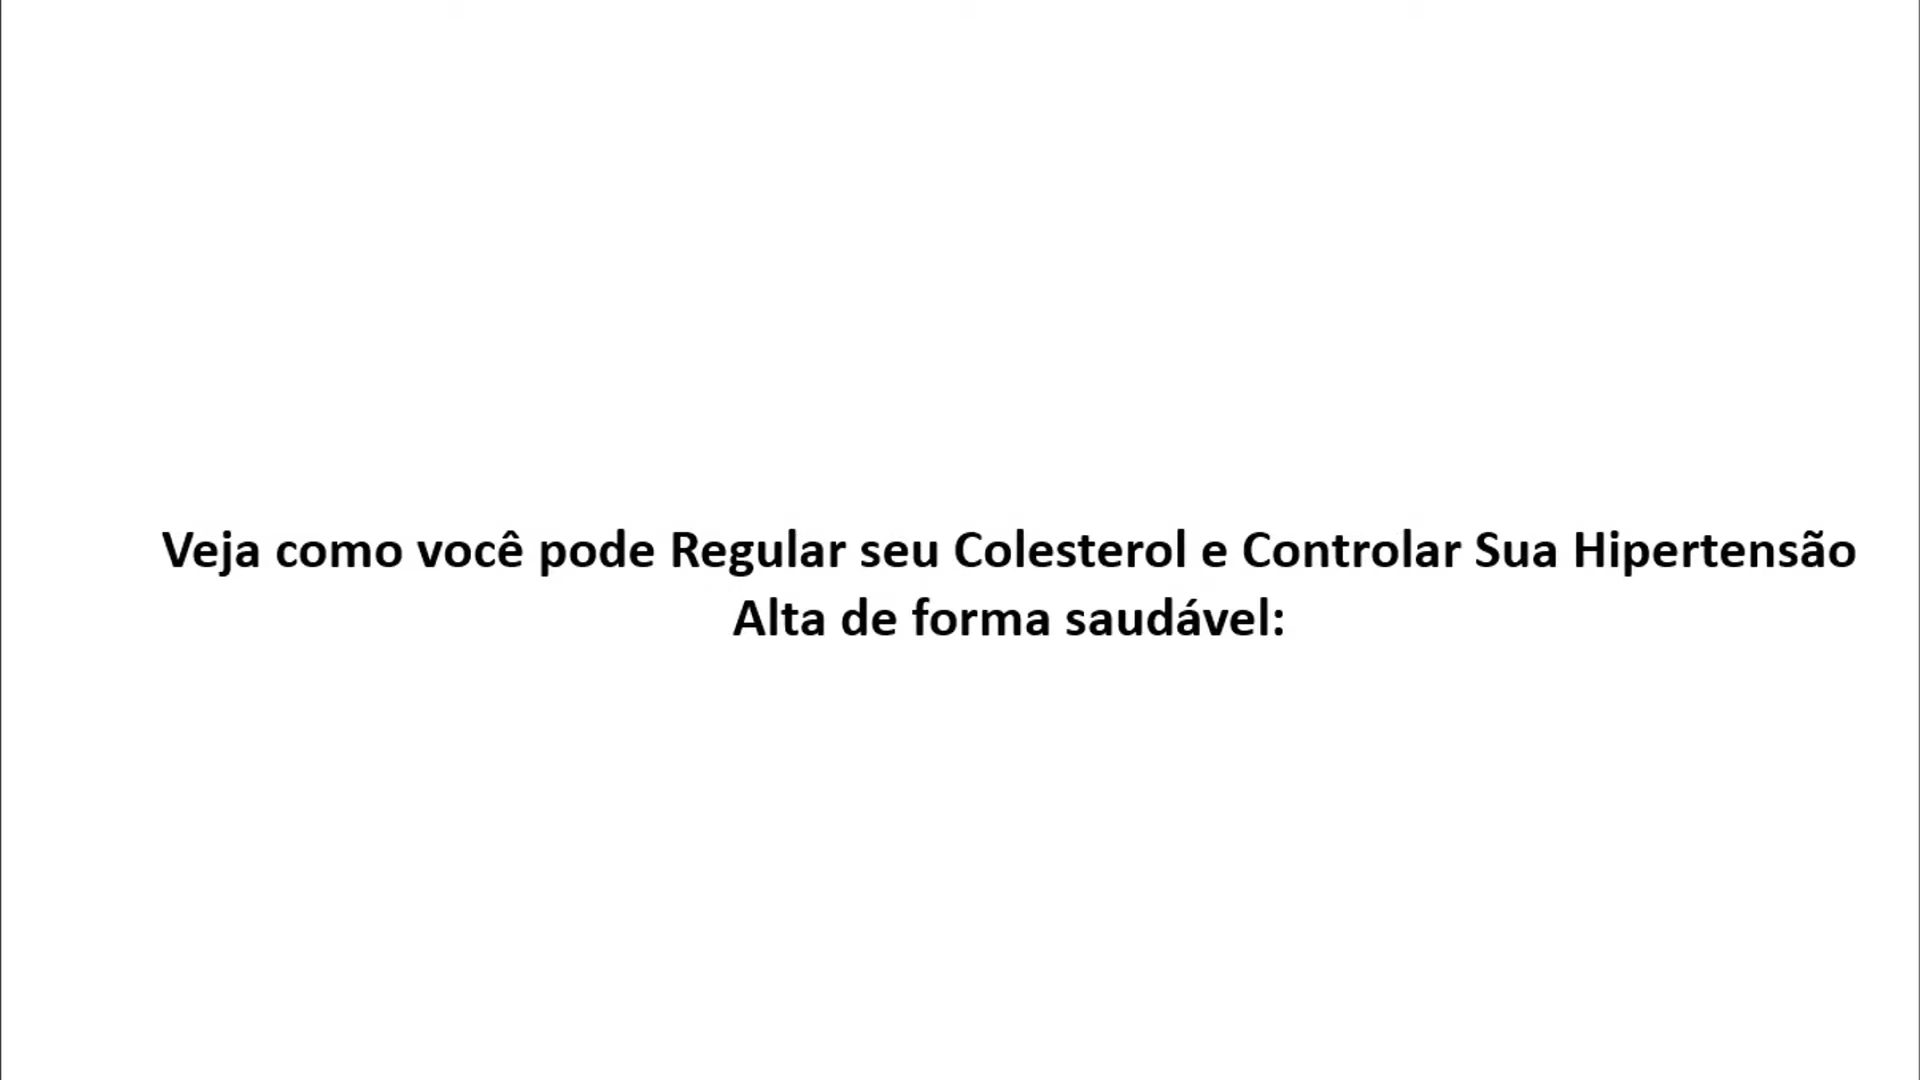 Veja como você pode Regular seu Colesterol e Controlar Sua Hipertensão
Alta de forma saudável: